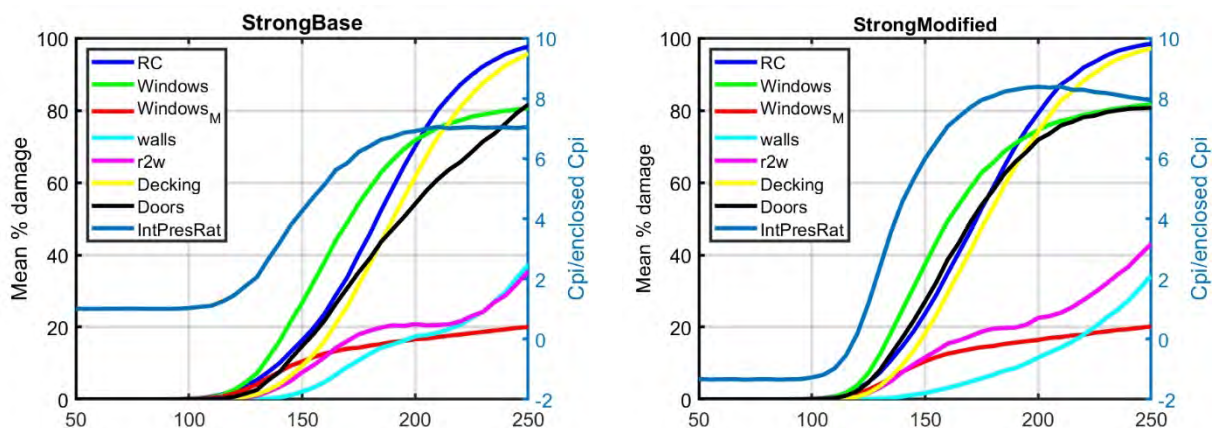 StrongBase
100
80
60
40
20
0
Mean % damage
RC
Windows
Windows_M
walls
r2w
Decking
Doors
IntPresRat
10
8
6
4
2
0
-2
Cpi/enclosed Cpi
50 100 150 200 250
StrongModified
100
80
60
40
20
0
Mean % damage
RC
Windows
Windows_M
walls
r2w
Decking
Doors
IntPresRat
10
8
6
4
2
0
-2
Cpi/enclosed Cpi
50 100 150 200 250